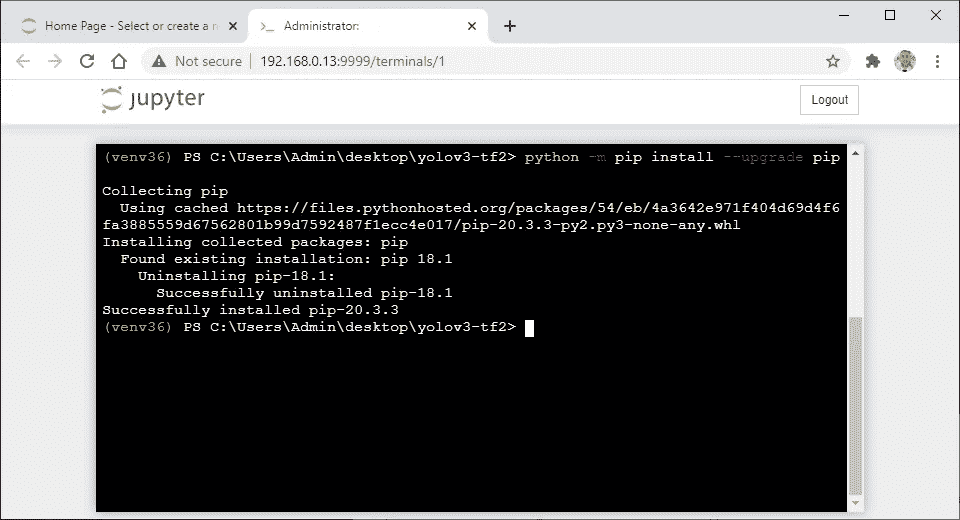 Home Page - Select or create a n
Administrator:
Not secure | 192.168.0.13:9999/terminals/1
jupyter
Logout
(venv36) PS C:\Users\Admin\desktop\yolov3-tf2> python -m pip install --upgrade pip
Collecting pip
Using cached https://files.pythonhosted.org/packages/54/eb/4a3642e971f404d69d4f6
fa3885559d67562801b99d7592487f1ecc4e017/pip-20.3.3-py2.py3-none-any.whl
Installing collected packages: pip
Found existing installation: pip 18.1
Uninstalling pip-18.1:
Successfully uninstalled pip-18.1
Successfully installed pip-20.3.3
(venv36) PS C:\Users\Admin\desktop\yolov3-tf2>